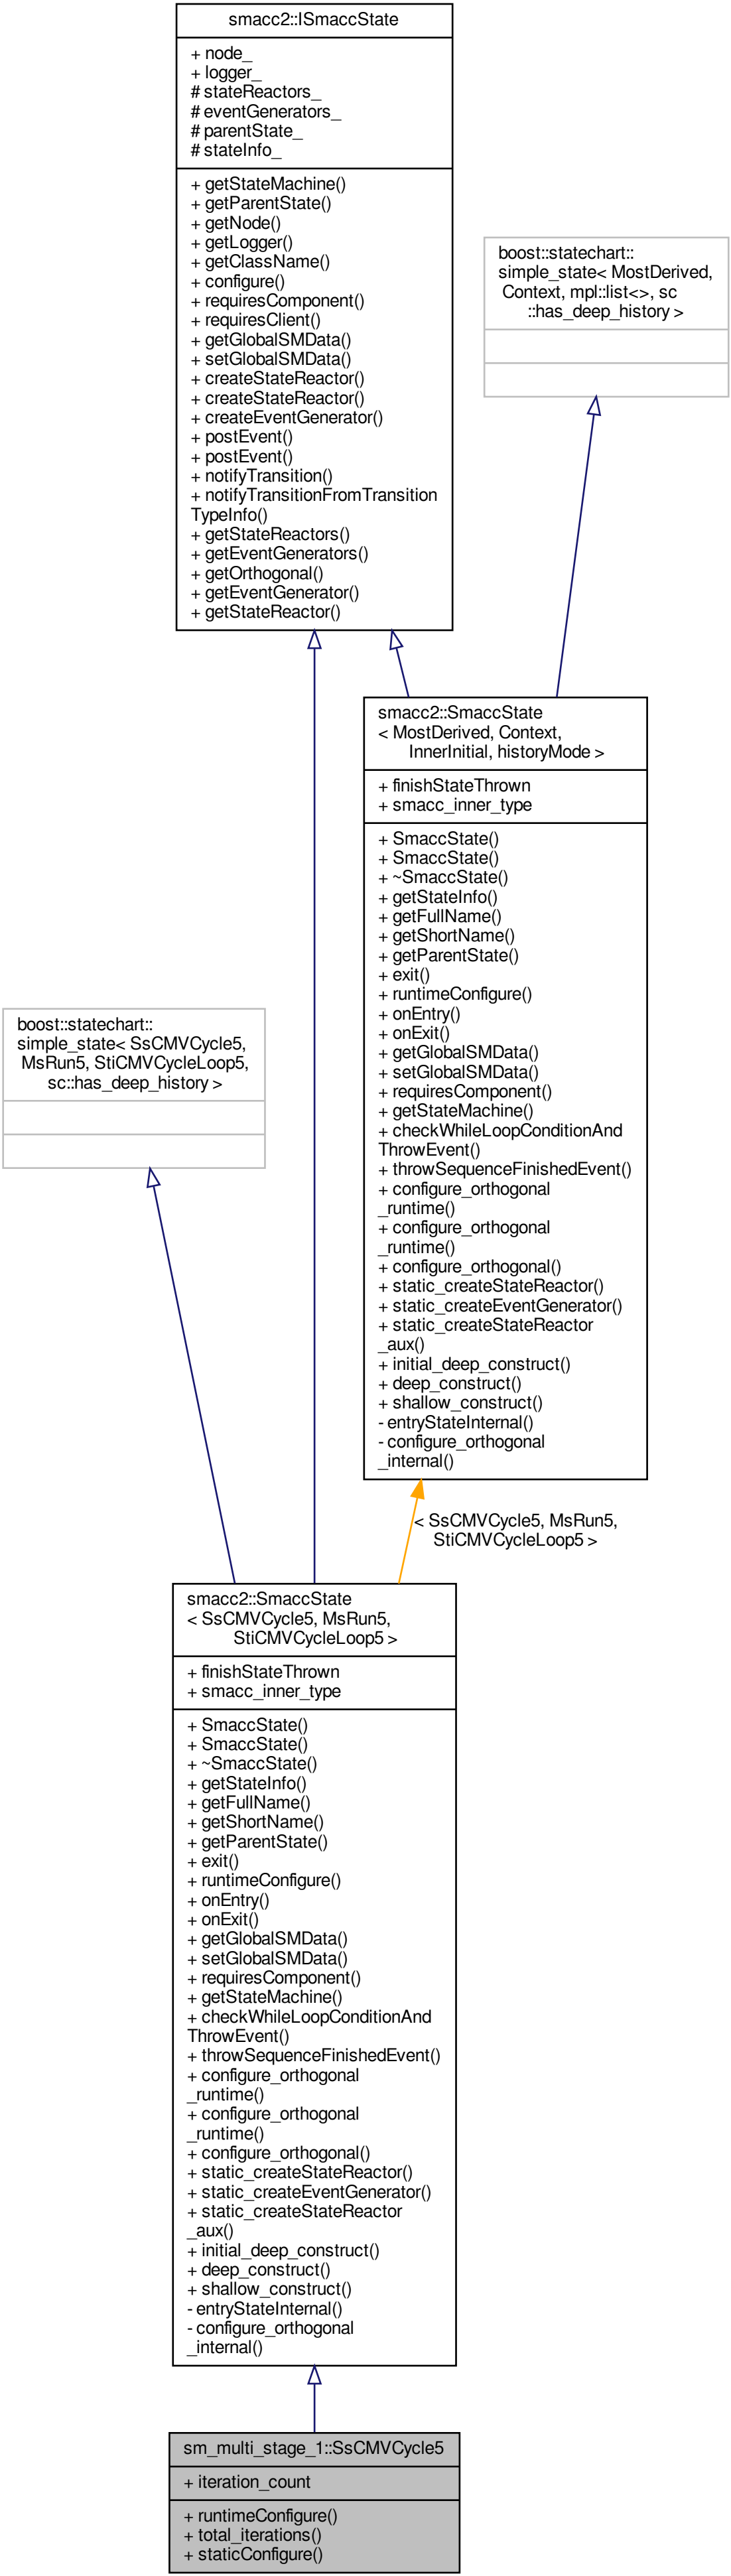 smacc2::ISmaccState
+ node_
+ logger_
# stateReactors_
# eventGenerators_
# parentState_
# stateInfo_
+ getStateMachine()
+ getParentState()
+ getNode()
+ getLogger()
+ getClassName()
+ configure()
+ requiresComponent()
+ requiresClient()
+ getGlobalSMData()
+ setGlobalSMData()
+ createStateReactor()
+ createStateReactor()
+ createEventGenerator()
+ postEvent()
+ postEvent()
+ notifyTransition()
+ notifyTransitionFromTransition
TypeInfo()
+ getStateReactors()
+ getEventGenerators()
+ getOrthogonal()
+ getEventGenerator()
+ getStateReactor()
boost::statechart::
simple_state< MostDerived,
Context, mpl::list<>, sc
::has_deep_history >
smacc2::SmaccState
< MostDerived, Context,
InnerInitial, historyMode >
+ finishStateThrown
+ smacc_inner_type
+ SmaccState()
+ SmaccState()
+ ~SmaccState()
+ getStateInfo()
+ getFullName()
+ getShortName()
+ getParentState()
+ exit()
+ runtimeConfigure()
+ onEntry()
+ onExit()
+ getGlobalSMData()
+ setGlobalSMData()
+ requiresComponent()
+ getStateMachine()
+ checkWhileLoopConditionAnd
ThrowEvent()
+ throwSequenceFinishedEvent()
+ configure_orthogonal
_runtime()
+ configure_orthogonal
_runtime()
+ configure_orthogonal()
+ static_createStateReactor()
+ static_createEventGenerator()
+ static_createStateReactor
_aux()
+ initial_deep_construct()
+ deep_construct()
+ shallow_construct()
- entryStateInternal()
- configure_orthogonal
_internal()
boost::statechart::
simple_state< SsCMVCycle5,
MsRun5, StiCMVCycleLoop5,
sc::has_deep_history >
< SsCMVCycle5, MsRun5,
StiCMVCycleLoop5 >
smacc2::SmaccState
< SsCMVCycle5, MsRun5,
StiCMVCycleLoop5 >
+ finishStateThrown
+ smacc_inner_type
+ SmaccState()
+ SmaccState()
+ ~SmaccState()
+ getStateInfo()
+ getFullName()
+ getShortName()
+ getParentState()
+ exit()
+ runtimeConfigure()
+ onEntry()
+ onExit()
+ getGlobalSMData()
+ setGlobalSMData()
+ requiresComponent()
+ getStateMachine()
+ checkWhileLoopConditionAnd
ThrowEvent()
+ throwSequenceFinishedEvent()
+ configure_orthogonal
_runtime()
+ configure_orthogonal
_runtime()
+ configure_orthogonal()
+ static_createStateReactor()
+ static_createEventGenerator()
+ static_createStateReactor
_aux()
+ initial_deep_construct()
+ deep_construct()
+ shallow_construct()
- entryStateInternal()
- configure_orthogonal
_internal()
sm_multi_stage_1::SsCMVCycle5
+ iteration_count
+ runtimeConfigure()
+ total_iterations()
+ staticConfigure()